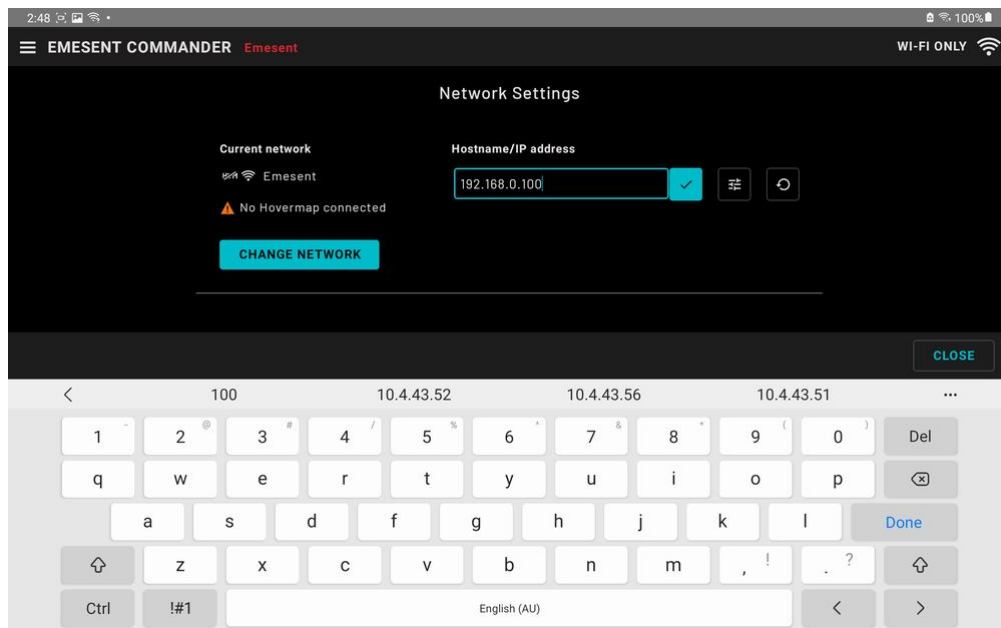 2:48 100%
EMESENT COMMANDER Emesent WI-FI ONLY
Network Settings
Current network
Emesent
No Hovermap connected
CHANGE NETWORK
Hostname/IP address
192.168.0.100
CLOSE
100 10.4.43.52 10.4.43.56 10.4.43.51 ...
1 - 2 @ 3 # 4 / 5 % 6 ^ 7 & 8 * 9 ( 0 ) Del
q w e r t y u i o p
a s d f g h j k l Done
z x c v b n m , ! . ?
Ctrl !#1 English (AU) < >